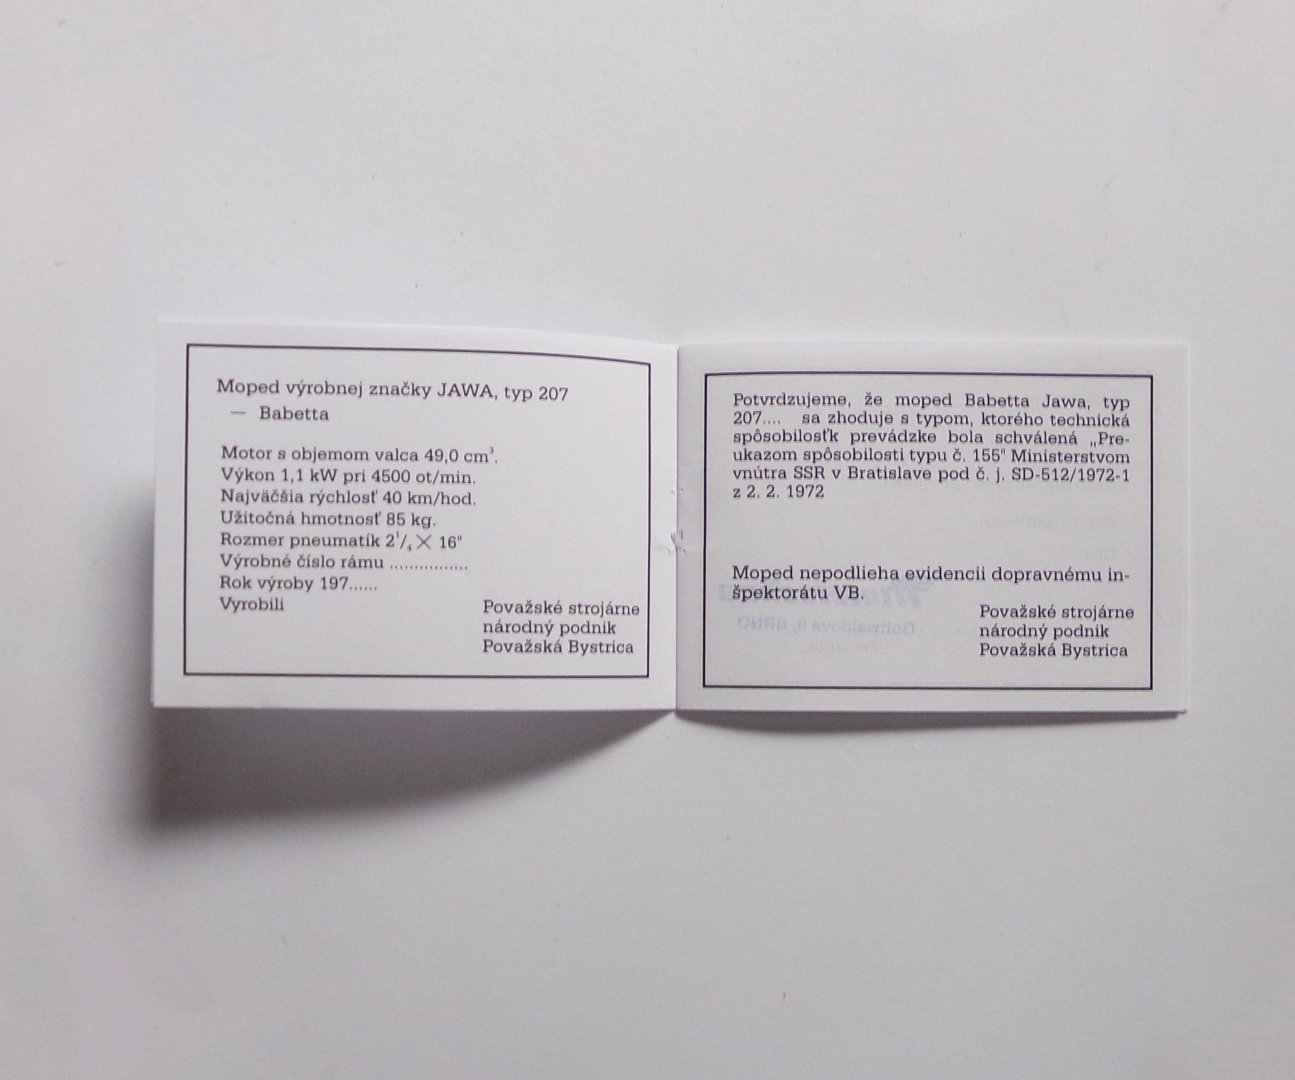 Moped výrobnej značky JAWA, typ 207
— Babetta
Motor s objemom valca 49,0 cm³.
Výkon 1,1 kW pri 4500 ot/min.
Najväčšia rýchlosť 40 km/hod.
Užitočná hmotnosť 85 kg.
Rozmer pneumatík 2¹/₄ × 16"
Výrobné číslo rámu ................
Rok výroby 197......
Vyrobili
Považské strojárne
národný podnik
Považská Bystrica
Potvrdzujeme, že moped Babetta Jawa, typ
207.... sa zhoduje s typom, ktorého technická
spôsobilosťk prevádzke bola schválená „Pre-
ukazom spôsobilosti typu č. 155" Ministerstvom
vnútra SSR v Bratislave pod č. j. SD-512/1972-1
z 2. 2. 1972
Moped nepodlieha evidencii dopravnému in-
špektorátu VB.
Považské strojárne
národný podnik
Považská Bystrica